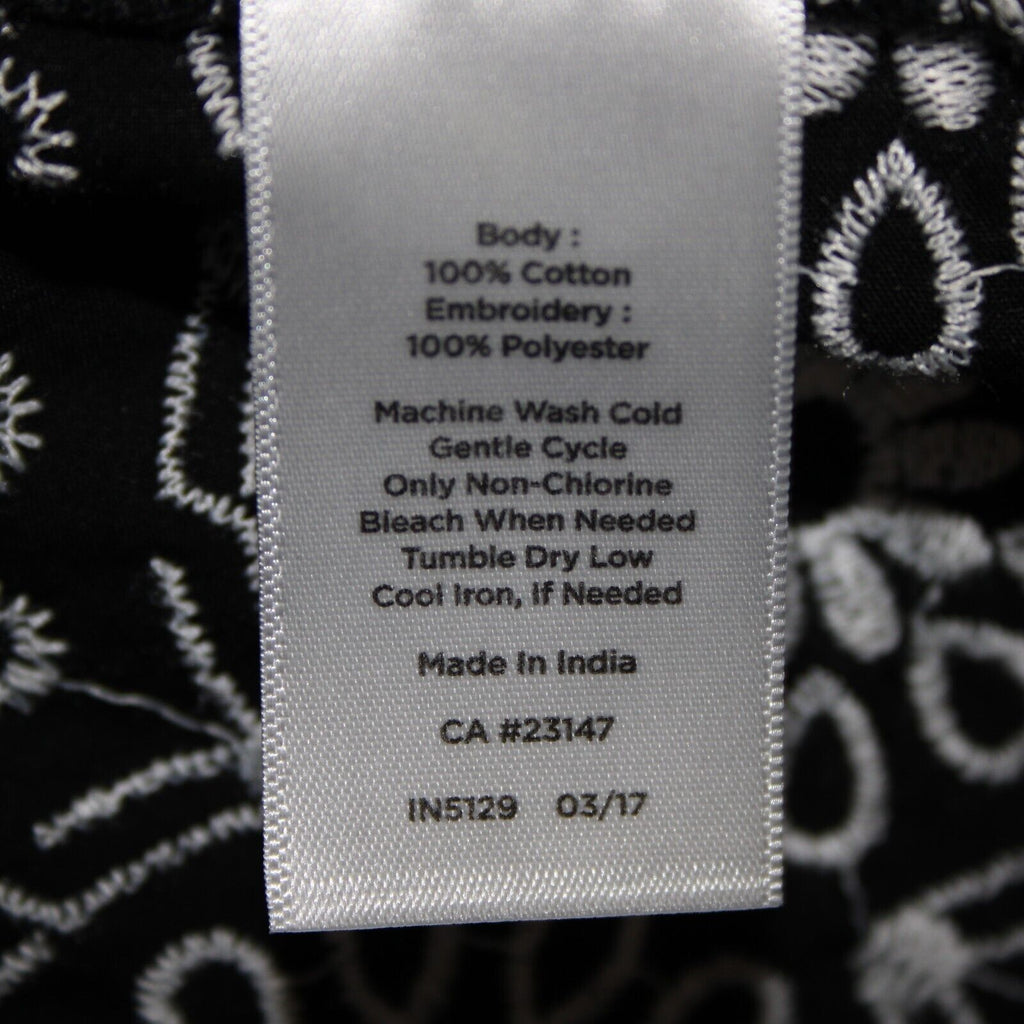 Body :
100% Cotton
Embroidery :
100% Polyester
Machine Wash Cold
Gentle Cycle
Only Non-Chlorine
Bleach When Needed
Tumble Dry Low
Cool Iron, If Needed
Made In India
CA #23147
IN5129 03/17